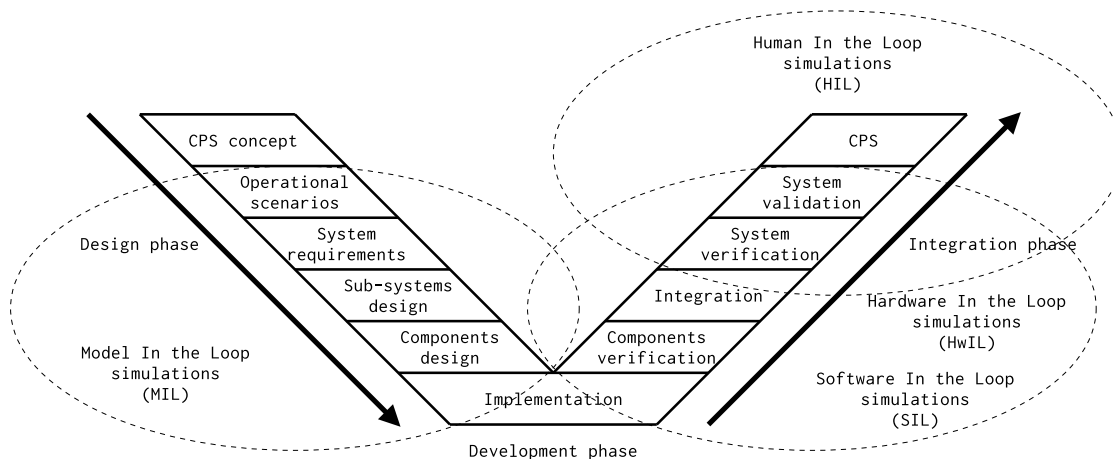 Human In the Loop
simulations
(HIL)
CPS concept
Operational
scenarios
System
requirements
Sub-systems
design
Components
design
Implementation
CPS
System
validation
System
verification
Integration
Components
verification
Design phase
Model In the Loop
simulations
(MIL)
Integration phase
Hardware In the Loop
simulations
(HwIL)
Software In the Loop
simulations
(SIL)
Development phase